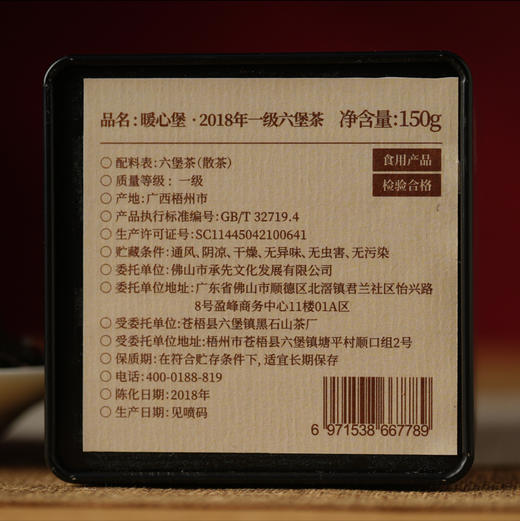 品名:暖心堡·2018年一级六堡茶 净含量:150g
食用产品
检验合格
○ 配料表:六堡茶(散茶)
○ 质量等级:一级
○ 产地:广西梧州市
○ 产品执行标准编号:GB/T 32719.4
○ 生产许可证号:SC11445042100641
○ 贮藏条件:通风、阴凉、干燥、无异味、无虫害、无污染
○ 委托单位:佛山市承先文化发展有限公司
○ 委托单位地址:广东省佛山市顺德区北滘镇君兰社区怡兴路
8号盈峰商务中心11楼01A区
○ 受委托单位:苍梧县六堡镇黑石山茶厂
○ 受委托单位地址:梧州市苍梧县六堡镇塘平村顺口组2号
○ 保质期:在符合贮存条件下,适宜长期保存
○ 电话:400-0188-819
○ 陈化日期:2018年
○ 生产日期:见喷码
6 971538 667789